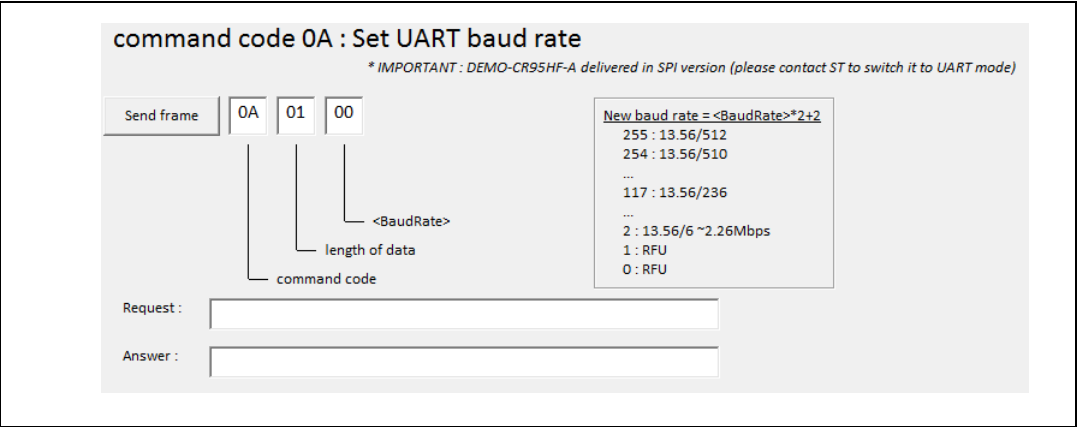 command code 0A : Set UART baud rate
* IMPORTANT : DEMO-CR95HF-A delivered in SPI version (please contact ST to switch it to UART mode)
Send frame 0A 01 00
<BaudRate>
length of data
command code
New baud rate = <BaudRate>*2+2
255 : 13.56/512
254 : 13.56/510
...
117 : 13.56/236
...
2 : 13.56/6 ~2.26Mbps
1 : RFU
0 : RFU
Request :
Answer :